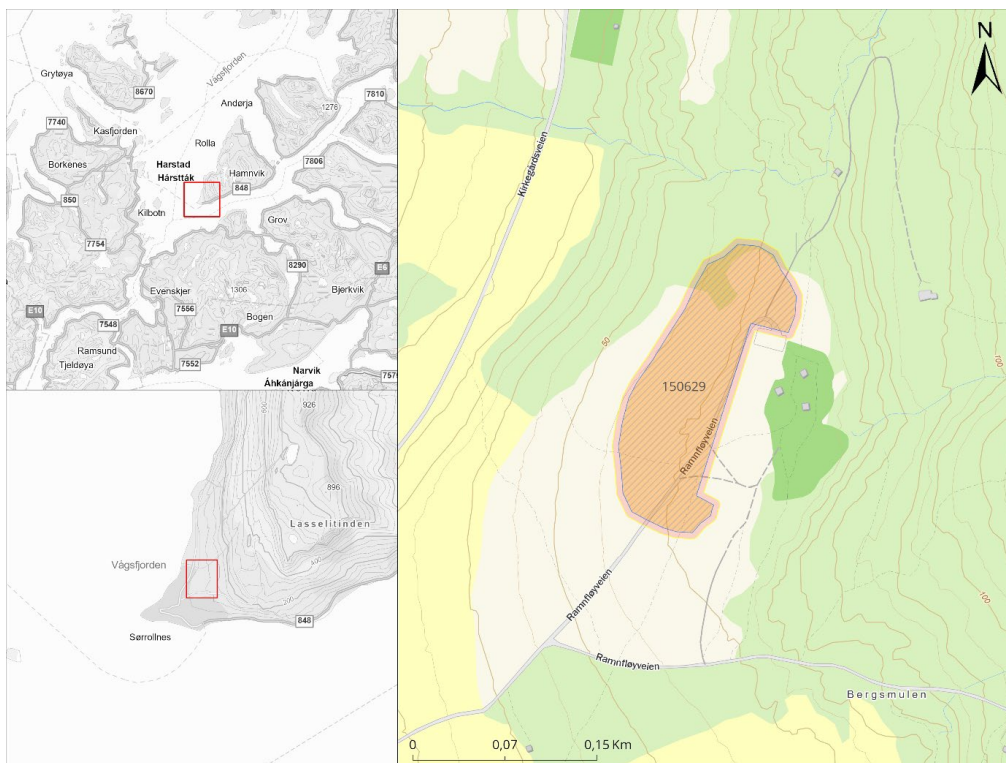 Vågsfjorden
Grytøya
8670
7810
Andørja
1276
7740
Kasfjorden
Rolla
7806
Borkenes
Harstad
Hárstták
Hamnvik
848
850
Kilbotn
Grov
7754
8290
E6
Evenskjer
1306
Bjerkvik
7556
E10
Bogen
E10
7548
Ramsund
Tjeldøya
7552
Narvik
Áhkánjárga
926
896
Lasselitinden
400
Vågsfjorden
200
848
Sørrollnes
N
Kirkegårdsveien
50
150629
Ramnfløyveien
100
Ramnfløyveien
100
Ramnfløyveien
Bergsmulen
0
0,07
0,15 Km